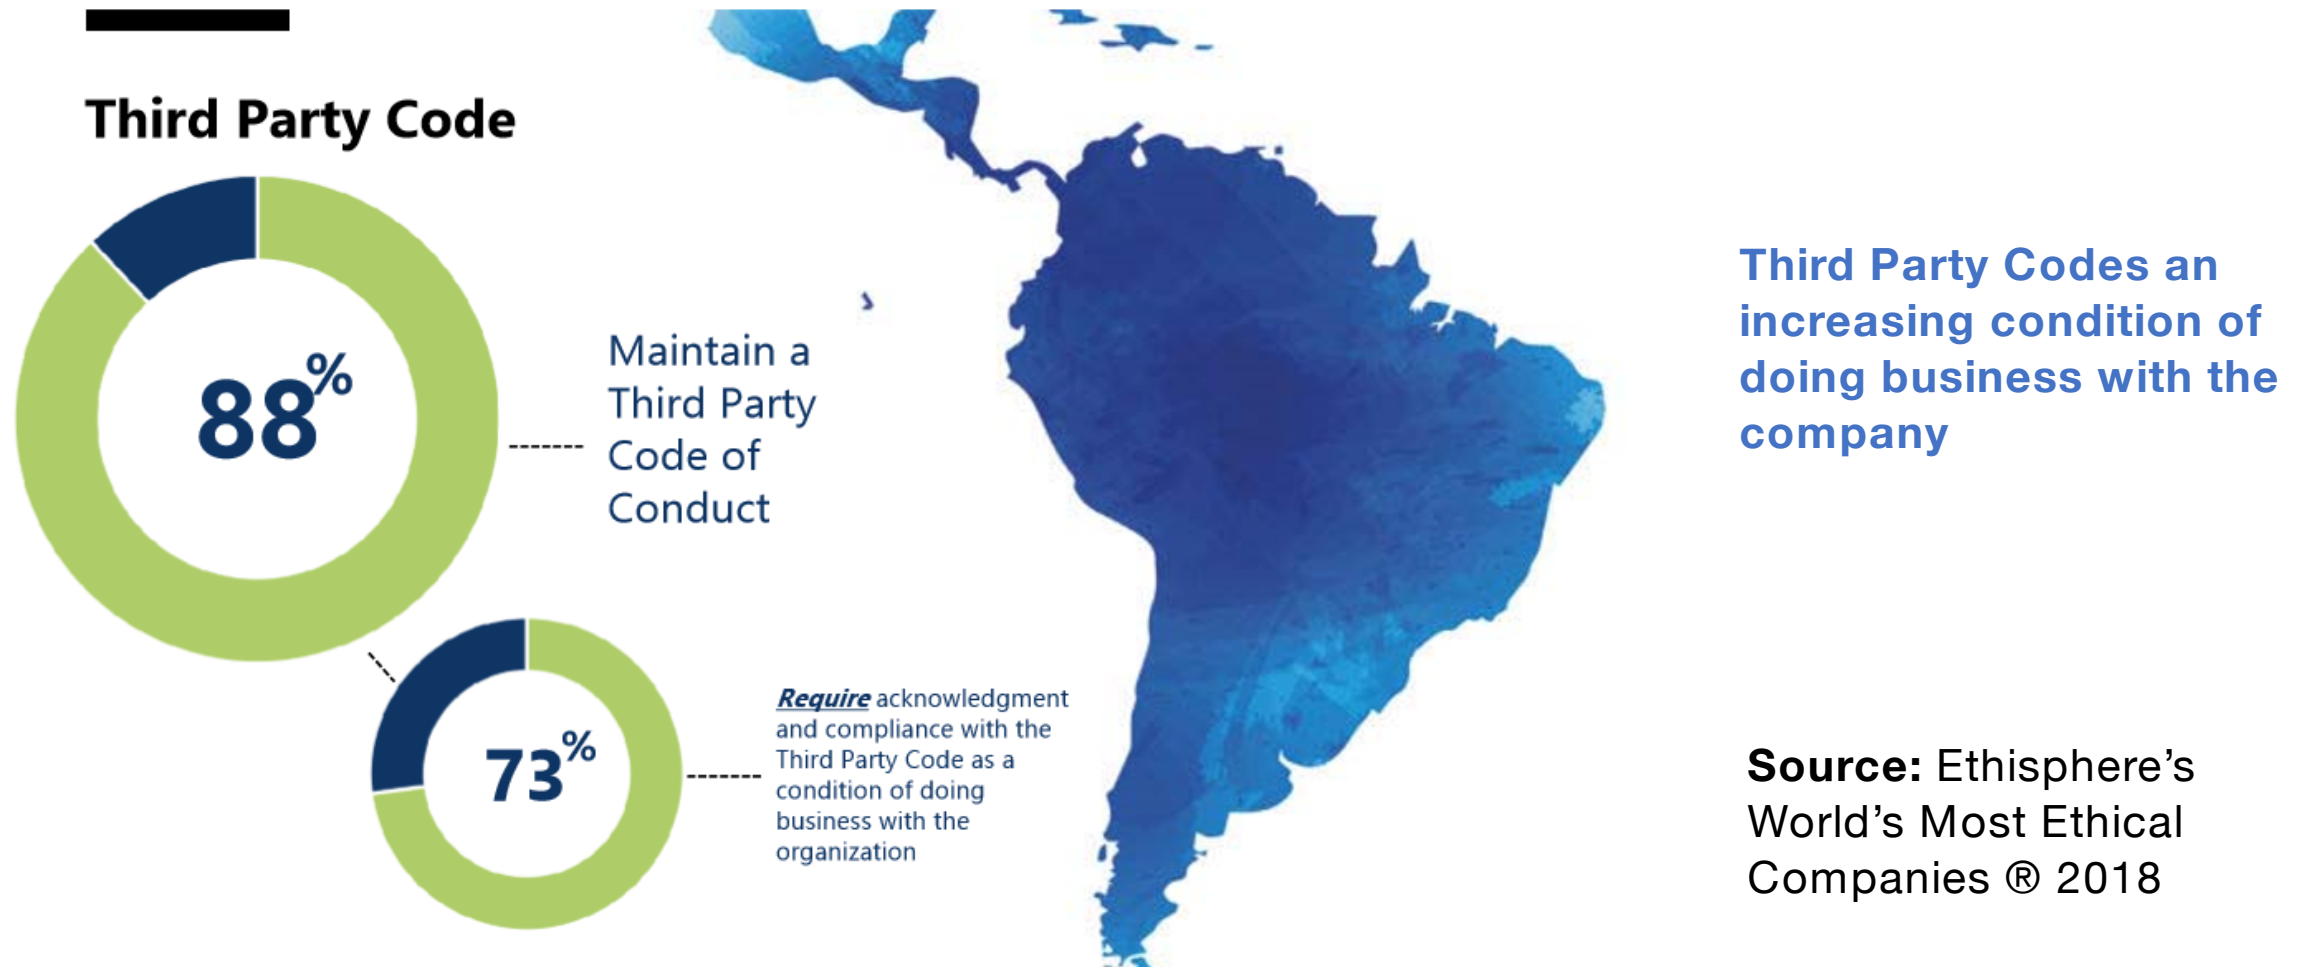 Third Party Code
88%
Maintain a
Third Party
Code of
Conduct
73%
Require acknowledgment
and compliance with the
Third Party Code as a
condition of doing
business with the
organization
Third Party Codes an
increasing condition of
doing business with the
company
Source: Ethisphere’s
World’s Most Ethical
Companies ® 2018